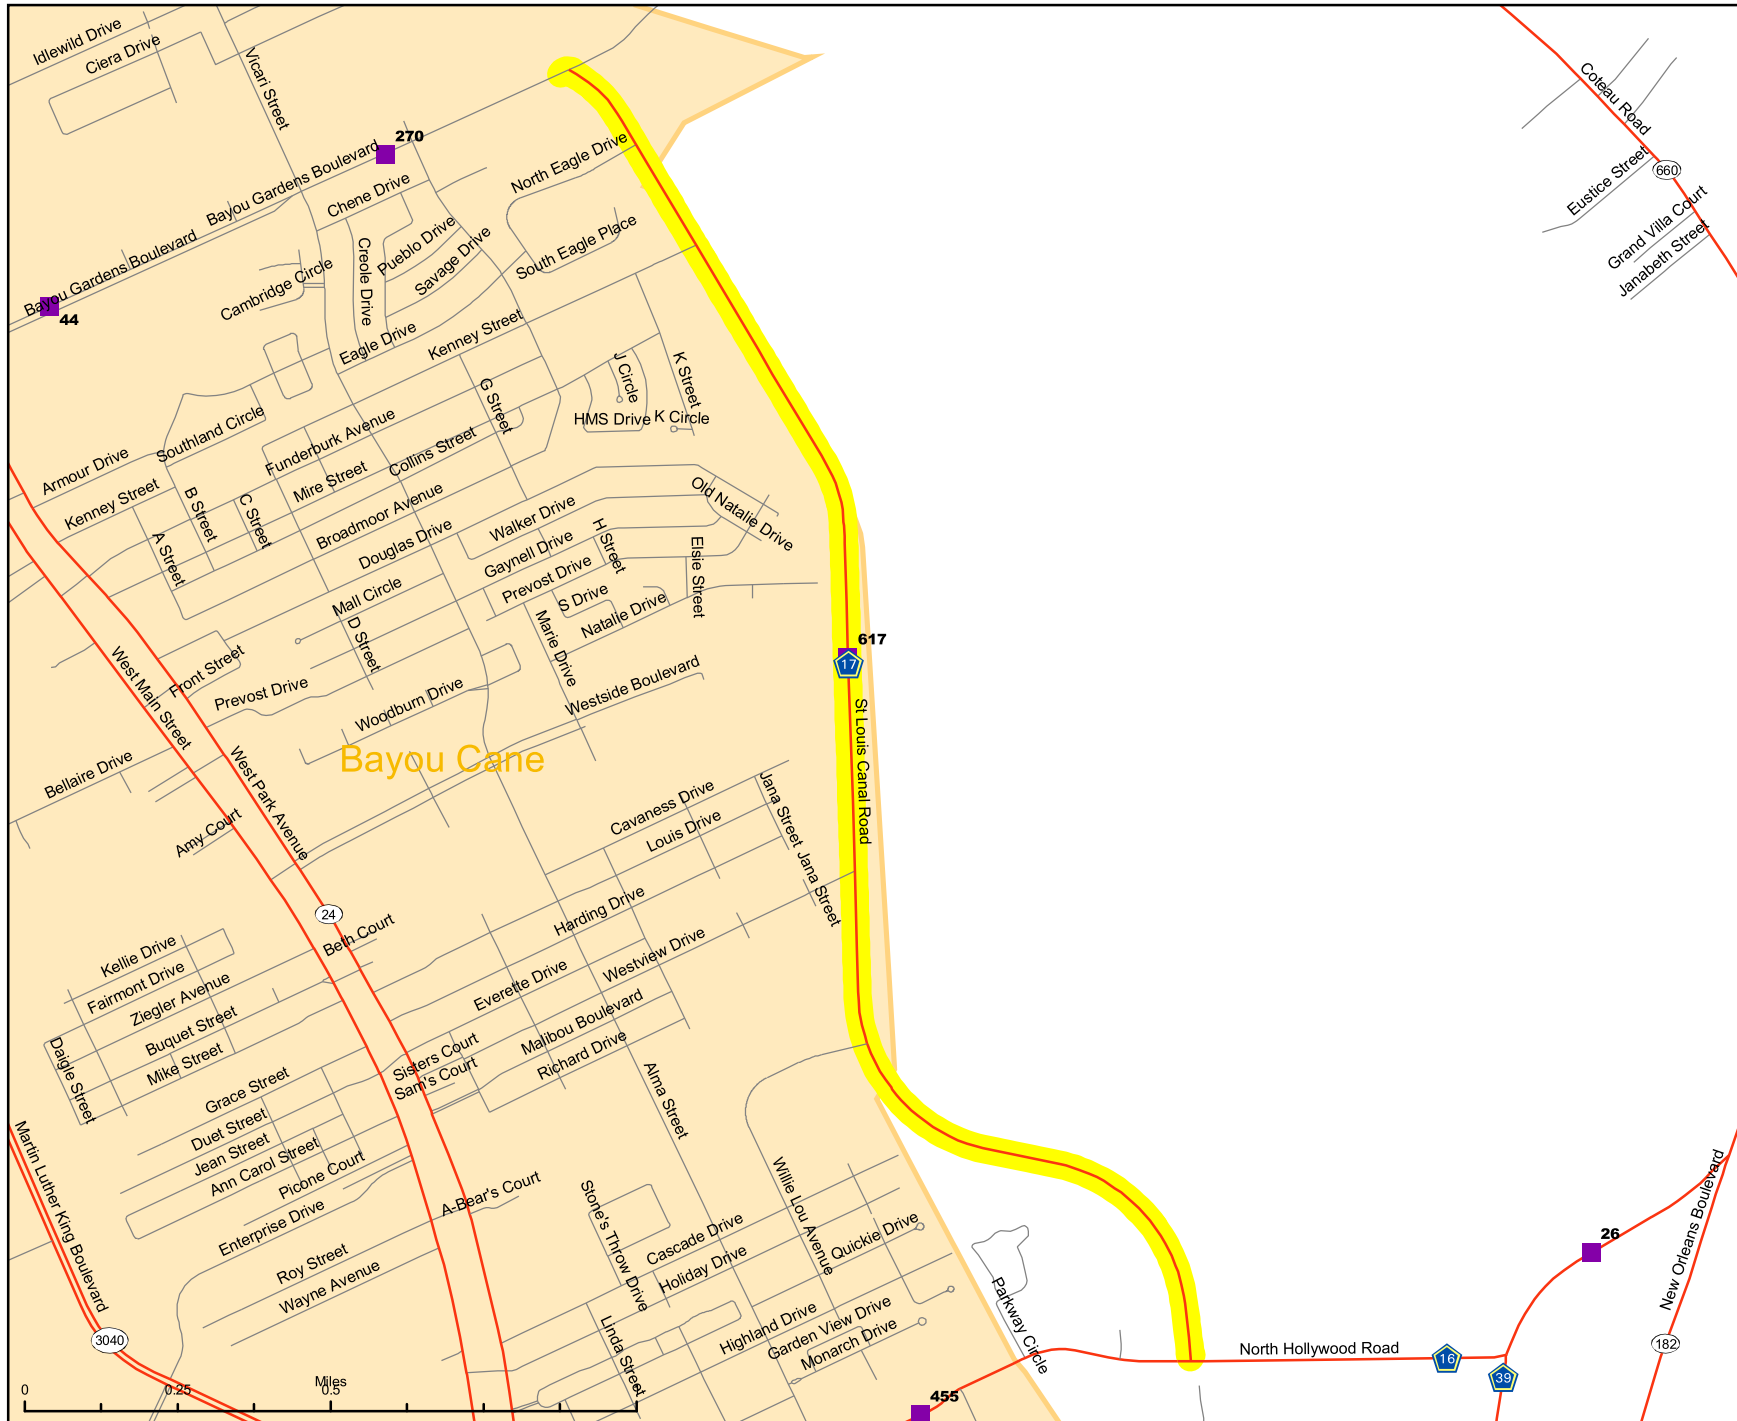 Idlewild Drive
Ciera Drive
Vicari Street
Coteau Road
660
Eustice Street
Grand Villa Court
Janabeth Street
270
Bayou Gardens Boulevard
Chene Drive
North Eagle Drive
Bayou Gardens Boulevard
44
Cambridge Circle
Creole Drive
Pueblo Drive
Savage Drive
South Eagle Place
Eagle Drive
Kenney Street
G Street
J Circle
K Street
HMS Drive
K Circle
Southland Circle
Funderburk Avenue
Collins Street
Armour Drive
Kenney Street
Mire Street
B Street
C Street
A Street
Broadmoor Avenue
Douglas Drive
Walker Drive
Gaynell Drive
H Street
Old Natalie Drive
Elsie Street
Prevost Drive
S Drive
Natalie Drive
Mall Circle
D Street
Marie Drive
617
17
St Louis Canal Road
West Main Street
Front Street
Prevost Drive
Woodburn Drive
Westside Boulevard
Bayou Cane
Bellaire Drive
West Park Avenue
Amy Court
Cavaness Drive
Louis Drive
Jana Street
Jana Street
24
Beth Court
Harding Drive
Westview Drive
Everette Drive
Kellie Drive
Fairmont Drive
Ziegler Avenue
Buquet Street
Mike Street
Daigle Street
Malibou Boulevard
Richard Drive
Sisters Court
Sam's Court
Alma Street
Grace Street
Duet Street
Jean Street
Ann Carol Street
Picone Court
Enterprise Drive
A-Bear's Court
Martin Luther King Boulevard
Stone's Throw Drive
Willie Lou Avenue
Cascade Drive
Holiday Drive
Quickie Drive
Roy Street
Wayne Avenue
Linda Street
Highland Drive
Garden View Drive
Monarch Drive
Parkway Circle
26
New Orleans Boulevard
182
North Hollywood Road
16
39
3040
455
0
0.25
0.5
Miles